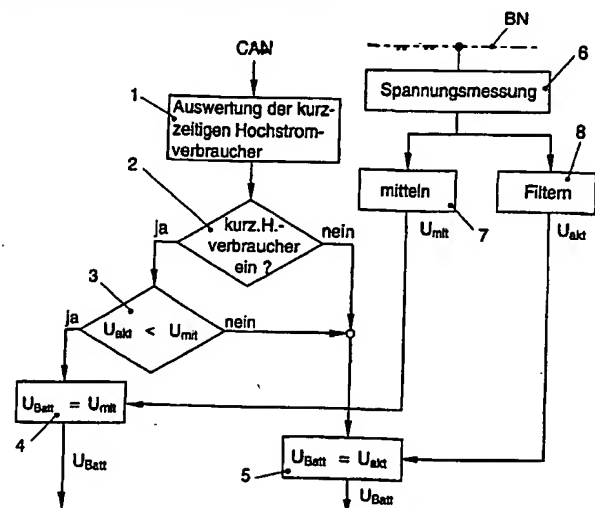 BN
CAN
6
Spannungsmessung
1
Auswertung der kurz-
zeitigen Hochstrom-
verbraucher
8
mitteln
Filtern
2
kurz.H.-
verbraucher
ein ?
ja
nein
Umit
7
Uakt
3
Uakt < Umit
ja
nein
UBatt = Umit
4
UBatt
UBatt = Uakt
5
UBatt